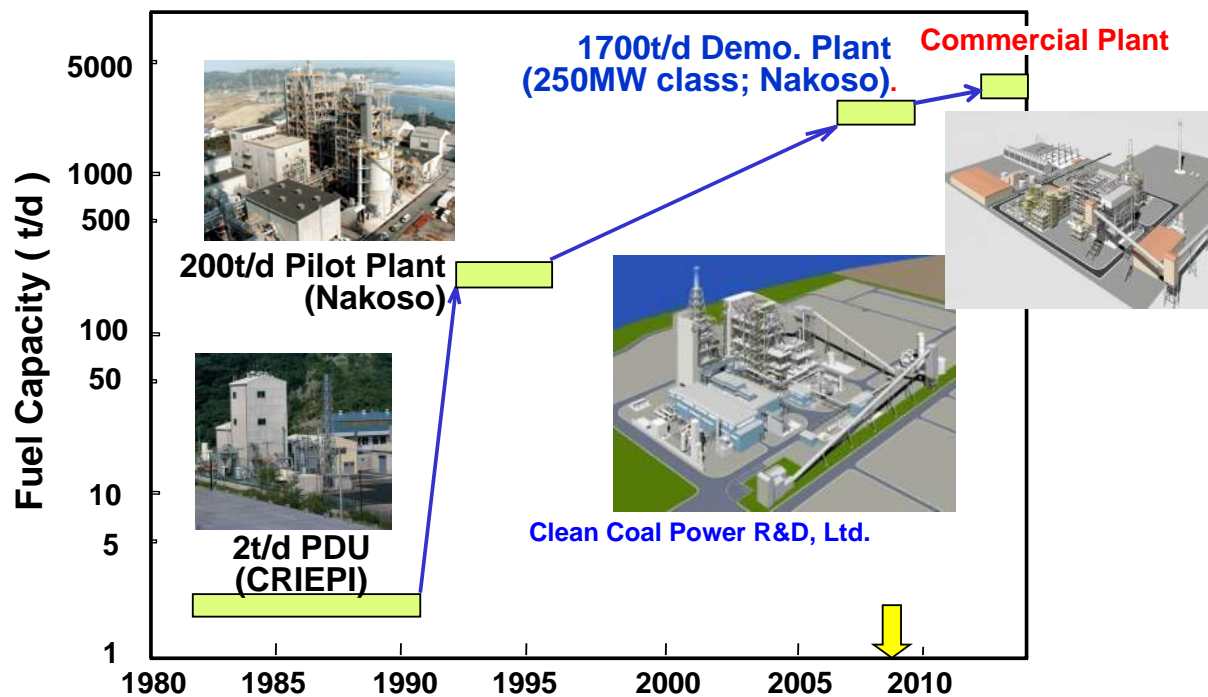 1700t/d Demo. Plant
(250MW class; Nakoso).
Commercial Plant
Fuel Capacity ( t/d)
5000
1000
500
100
50
10
5
1
200t/d Pilot Plant
(Nakoso)
2t/d PDU
(CRIEPI)
Clean Coal Power R&D, Ltd.
1980 1985 1990 1995 2000 2005 2010